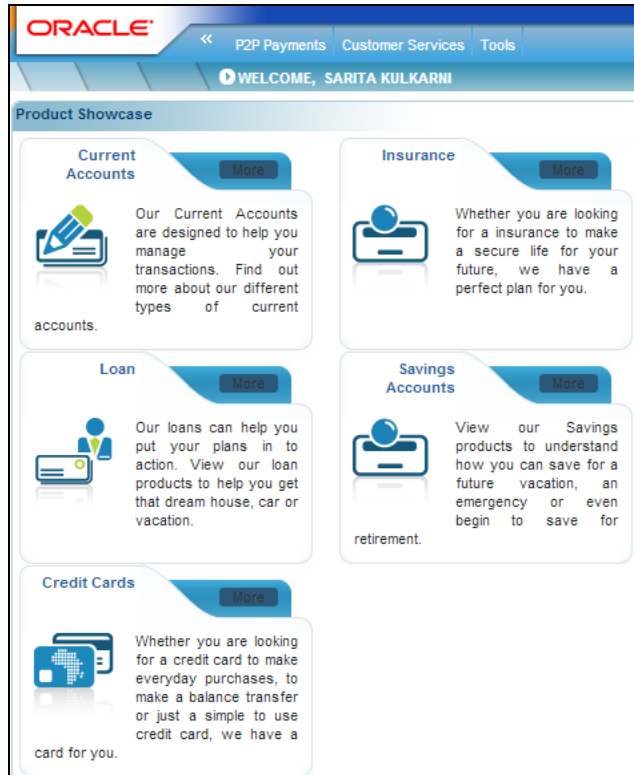 ORACLE
« P2P Payments Customer Services Tools
WELCOME, SARITA KULKARNI
Product Showcase
Current
Accounts
More
Our Current Accounts
are designed to help you
manage your
transactions. Find out
more about our different
types of current
accounts.
Insurance
More
Whether you are looking
for a insurance to make
a secure life for your
future, we have a
perfect plan for you.
Loan
More
Our loans can help you
put your plans in to
action. View our loan
products to help you get
that dream house, car or
vacation.
Savings
Accounts
More
View our Savings
products to understand
how you can save for a
future vacation, an
emergency or even
begin to save for
retirement.
Credit Cards
More
Whether you are looking
for a credit card to make
everyday purchases, to
make a balance transfer
or just a simple to use
credit card, we have a
card for you.